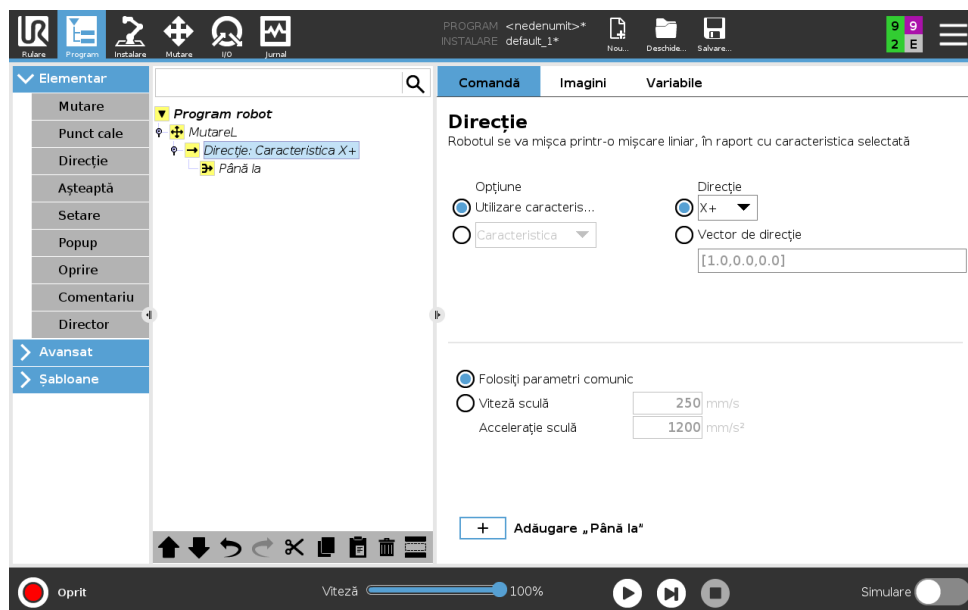 PROGRAM <nedenumit>*
INSTALARE default_1*
Rulare Program Instalare Mutare I/O Jurnal Nou... Deschide... Salvare...
9 9
2 E
Elementar
Mutare
Punct cale
Direcție
Așteaptă
Setare
Popup
Oprire
Comentariu
Director
Avansat
Șabloane
Program robot
MutareL
Direcție: Caracteristica X+
Până la
Comandă Imagini Variabile
Direcție
Robotul se va mișca printr-o mișcare liniar, în raport cu caracteristica selectată
Opțiune Direcție
Utilizare caracteris... X+
Caracteristica Vector de direcție
[1.0,0.0,0.0]
Folosiți parametri comunic
Viteză sculă 250 mm/s
Accelerație sculă 1200 mm/s²
+ Adăugare „Până la”
Oprit Viteză 100% Simulare